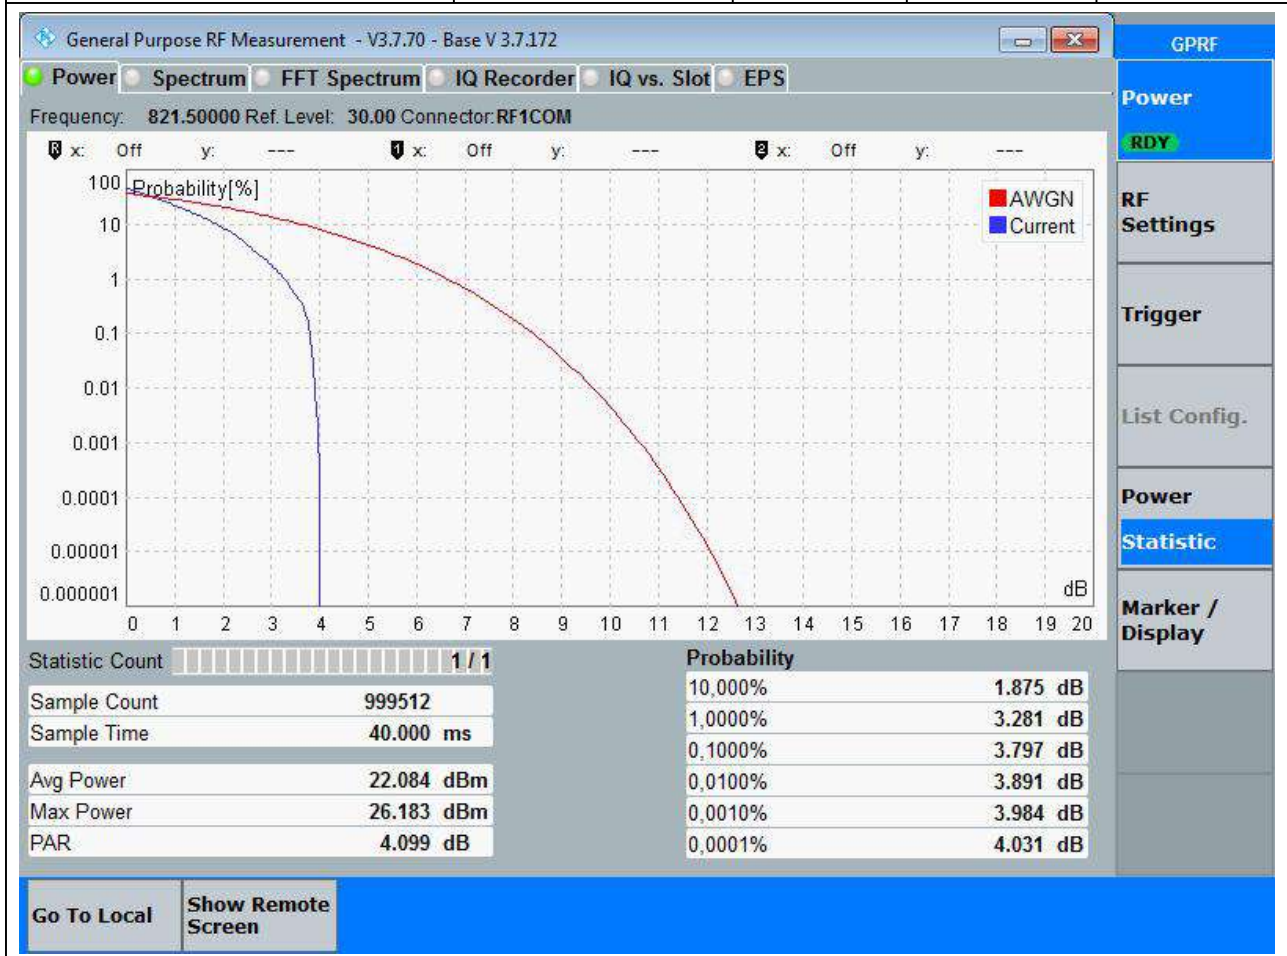 General Purpose RF Measurement - V3.7.70 - Base V 3.7.172
GPRF
Power Spectrum FFT Spectrum IQ Recorder IQ vs. Slot EPS
Frequency: 821.50000 Ref. Level: 30.00 Connector: RF1COM
R x: Off y: --- 1 x: Off y: --- 2 x: Off y: ---
Probability[%]
AWGN
Current
100
10
1
0.1
0.01
0.001
0.0001
0.00001
0.000001
dB
0 1 2 3 4 5 6 7 8 9 10 11 12 13 14 15 16 17 18 19 20
Statistic Count 1 / 1
Sample Count 999512
Sample Time 40.000 ms
Avg Power 22.084 dBm
Max Power 26.183 dBm
PAR 4.099 dB
Probability
10,000% 1.875 dB
1,0000% 3.281 dB
0,1000% 3.797 dB
0,0100% 3.891 dB
0,0010% 3.984 dB
0,0001% 4.031 dB
Power
RDY
RF
Settings
Trigger
List Config.
Power
Statistic
Marker /
Display
Go To Local
Show Remote
Screen